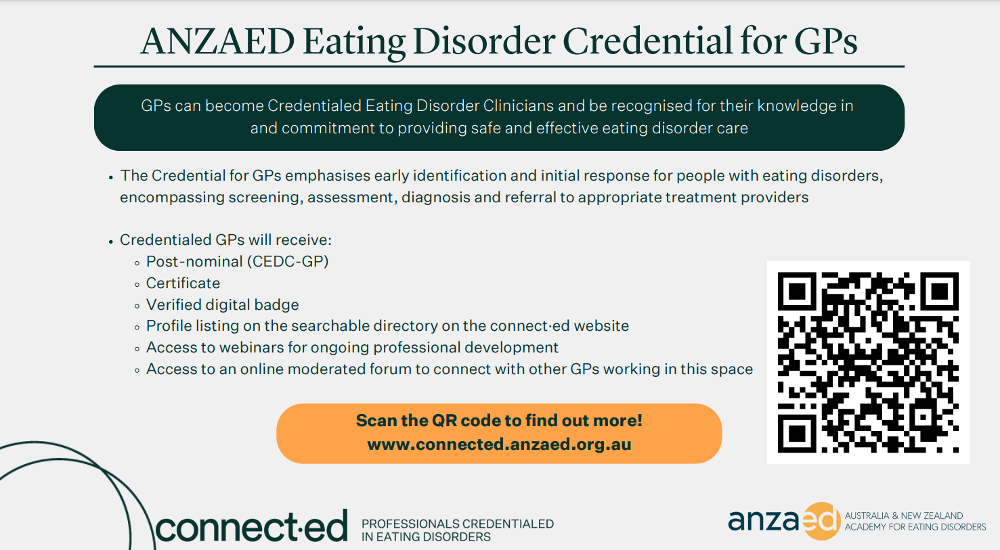 ANZAED Eating Disorder Credential for GPs
GPs can become Credentialed Eating Disorder Clinicians and be recognised for their knowledge in
and commitment to providing safe and effective eating disorder care
• The Credential for GPs emphasises early identification and initial response for people with eating disorders,
encompassing screening, assessment, diagnosis and referral to appropriate treatment providers
• Credentialed GPs will receive:
◦ Post-nominal (CEDC-GP)
◦ Certificate
◦ Verified digital badge
◦ Profile listing on the searchable directory on the connect·ed website
◦ Access to webinars for ongoing professional development
◦ Access to an online moderated forum to connect with other GPs working in this space
Scan the QR code to find out more!
www.connected.anzaed.org.au
connect·ed
PROFESSIONALS CREDENTIALED
IN EATING DISORDERS
anzaed
AUSTRALIA & NEW ZEALAND
ACADEMY FOR EATING DISORDERS